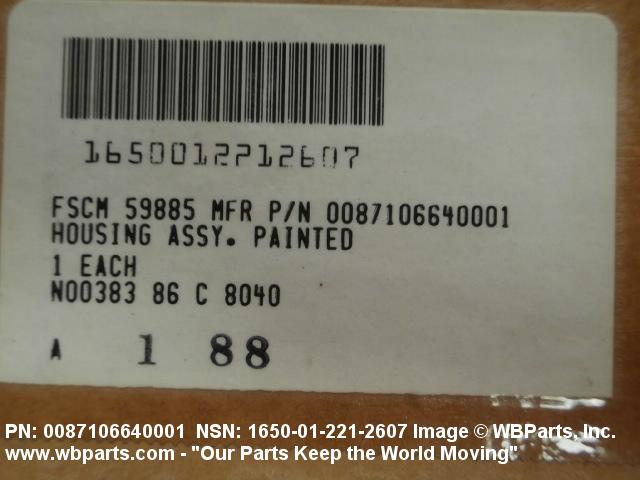 1650012212607
FSCM 59885 MFR P/N 0087106640001
HOUSING ASSY. PAINTED
1 EACH
N00383 86 C 8040
A 1 88
PN: 0087106640001 NSN: 1650-01-221-2607 Image © WBParts, Inc.
www.wbparts.com - "Our Parts Keep the World Moving"